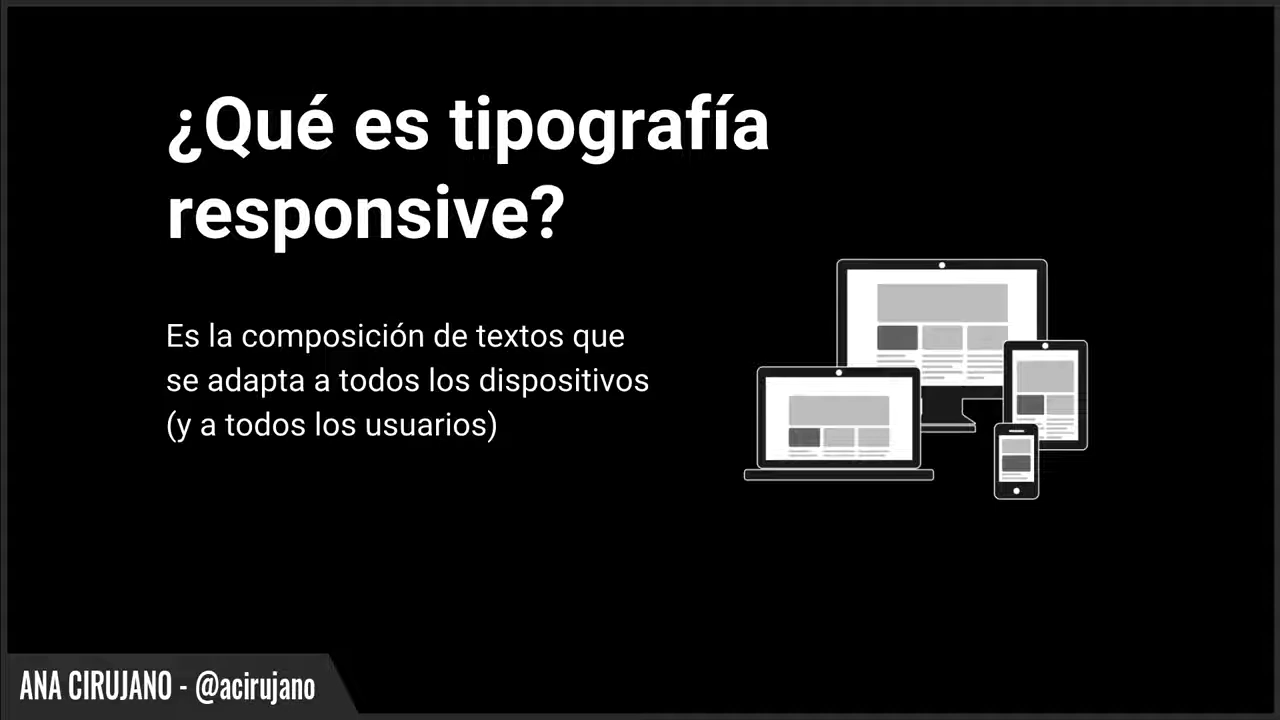 ¿Qué es tipografía
responsive?
Es la composición de textos que
se adapta a todos los dispositivos
(y a todos los usuarios)
ANA CIRUJANO - @acirujano